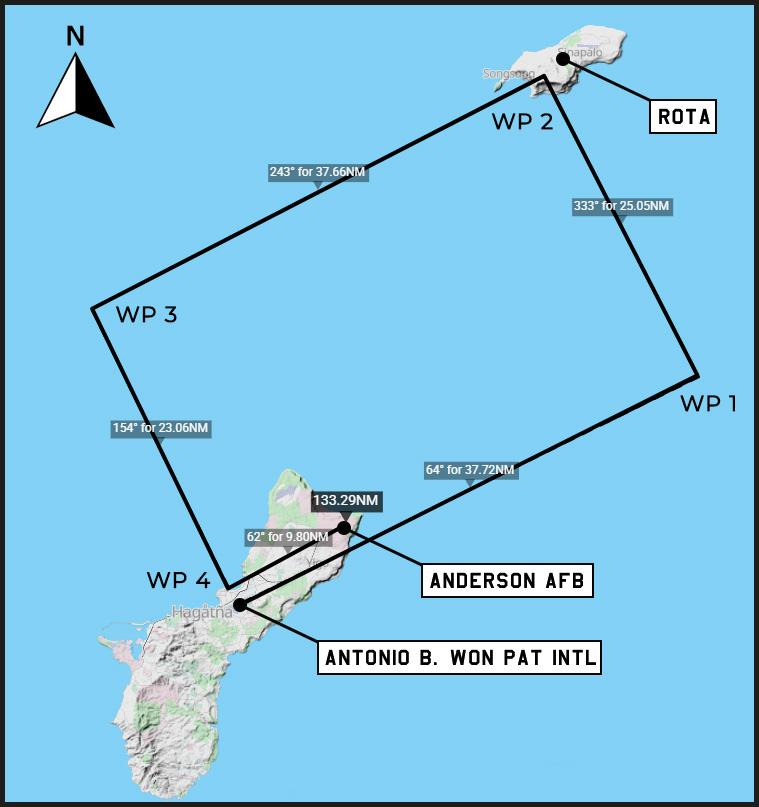 N
Sinapalo
Songsong
ROTA
WP 2
243° for 37.66NM
333° for 25.05NM
WP 3
WP 1
154° for 23.06NM
64° for 37.72NM
133.29NM
62° for 9.80NM
WP 4
ANDERSON AFB
Hagåtña
ANTONIO B. WON PAT INTL